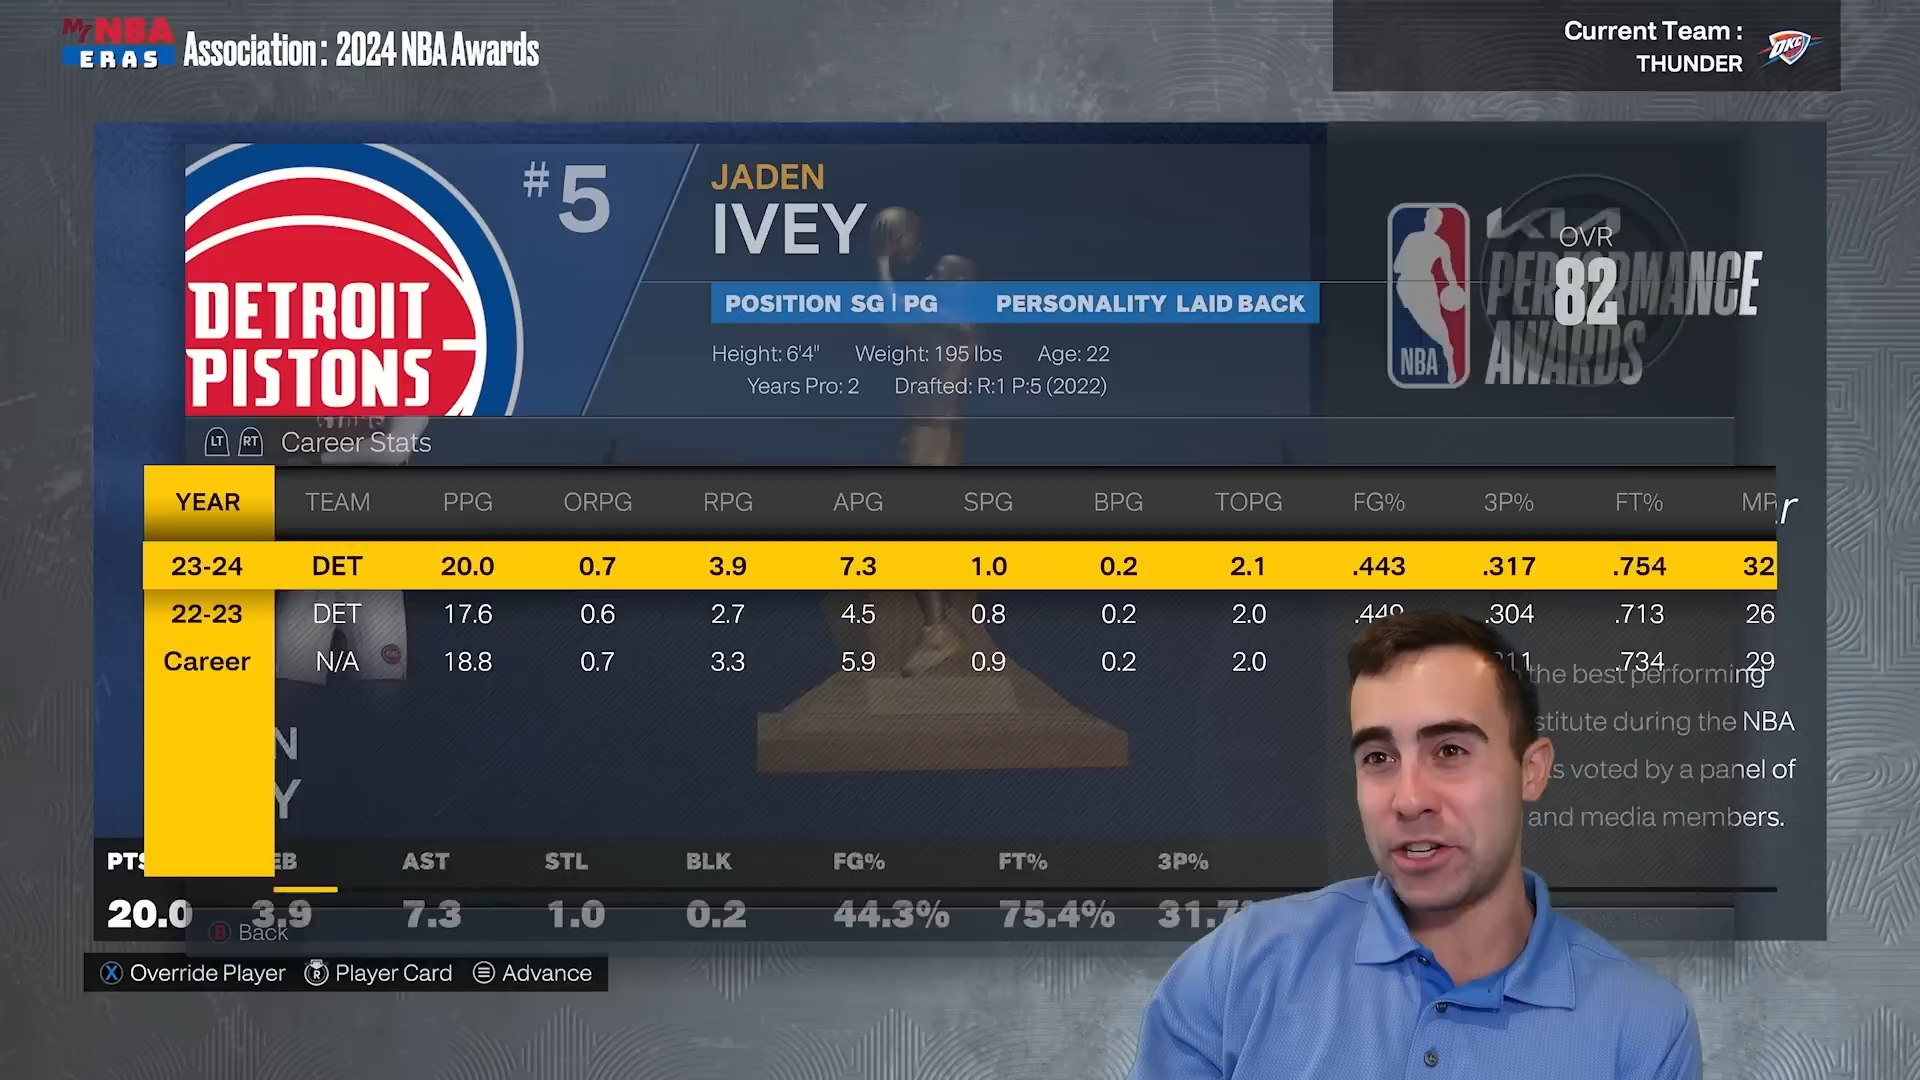 My NBA ERAS
Association: 2024 NBA Awards
Current Team :
THUNDER
OKC
#5
JADEN
IVEY
DETROIT
PISTONS
POSITION SG | PG PERSONALITY LAID BACK
Height: 6'4" Weight: 195 lbs Age: 22
Years Pro: 2 Drafted: R:1 P:5 (2022)
NBA
KIA
PERFORMANCE
AWARDS
OVR
82
LT RT Career Stats
YEAR TEAM PPG ORPG RPG APG SPG BPG TOPG FG% 3P% FT% MP
23-24 DET 20.0 0.7 3.9 7.3 1.0 0.2 2.1 .443 .317 .754 32
22-23 DET 17.6 0.6 2.7 4.5 0.8 0.2 2.0 .449 .304 .713 26
Career N/A 18.8 0.7 3.3 5.9 0.9 0.2 2.0 .734 29
the best performing
during the NBA
voted by a panel of
and media members.
PTS AST STL BLK FG% FT% 3P%
20.0 3.9 7.3 1.0 0.2 44.3% 75.4% 31.7
B Back
X Override Player R Player Card Advance